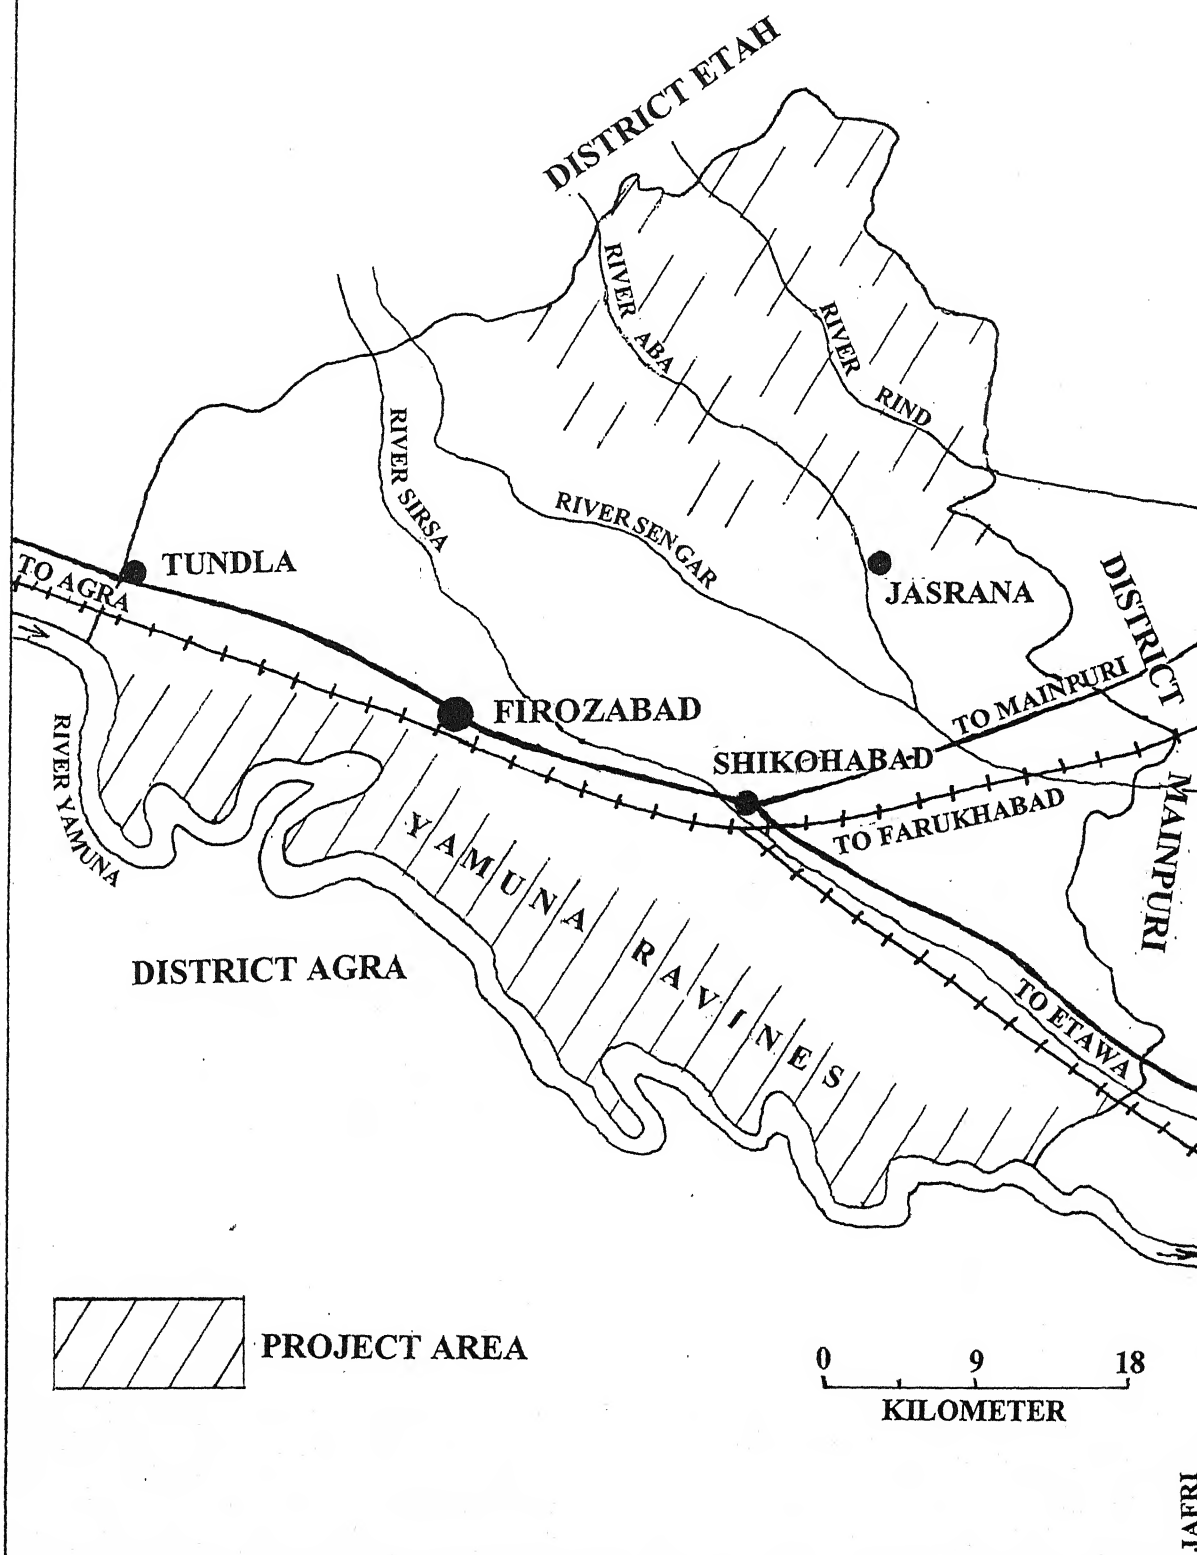 DISTRICT ETAH
RIVER ABA
RIVER RIND
RIVER SIRSA
RIVER SENGAR
TUNDLA
TO AGRA
JASRANA
DISTRICT MAINPURI
TO MAINPURI
FIROZABAD
SHIKOHABAD
TO FARUKHABAD
RIVER YAMUNA
YAMUNA RAVINES
DISTRICT AGRA
TO ETAWA
PROJECT AREA
0 9 18
KILOMETER
JAFRI